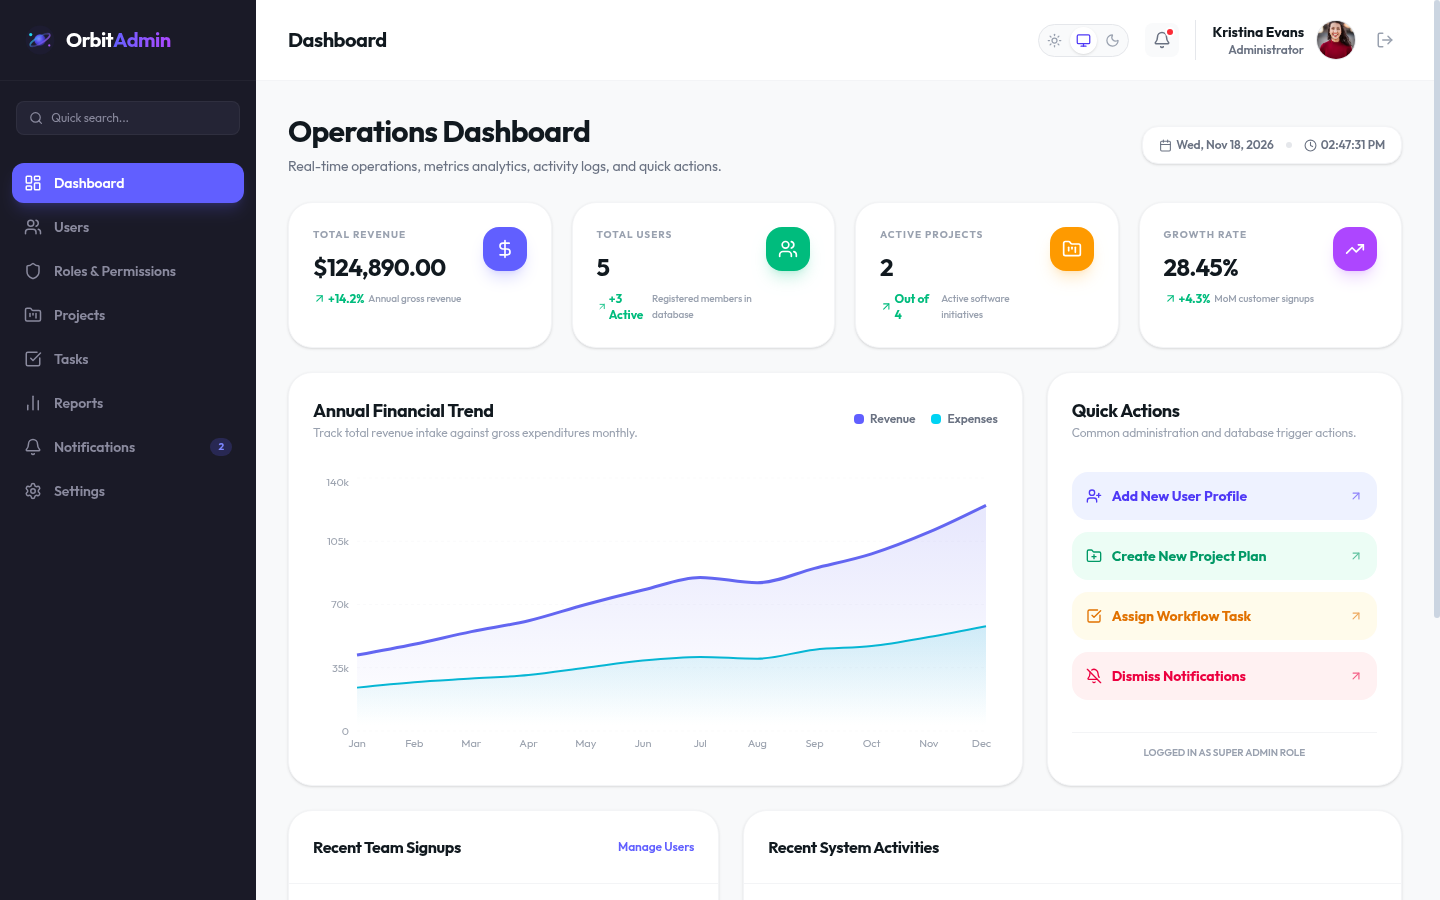 OrbitAdmin
Quick search...
Dashboard
Users
Roles & Permissions
Projects
Tasks
Reports
Notifications 2
Settings
Dashboard
Kristina Evans
Administrator
Operations Dashboard
Real-time operations, metrics analytics, activity logs, and quick actions.
Wed, Nov 18, 2026 02:47:31 PM
TOTAL REVENUE
$124,890.00
+14.2% Annual gross revenue
TOTAL USERS
5
+3 Active
Registered members in database
ACTIVE PROJECTS
2
Out of 4
Active software initiatives
GROWTH RATE
28.45%
+4.3% MoM customer signups
Annual Financial Trend
Track total revenue intake against gross expenditures monthly.
Revenue Expenses
140k
105k
70k
35k
0
Jan Feb Mar Apr May Jun Jul Aug Sep Oct Nov Dec
Quick Actions
Common administration and database trigger actions.
Add New User Profile
Create New Project Plan
Assign Workflow Task
Dismiss Notifications
LOGGED IN AS SUPER ADMIN ROLE
Recent Team Signups
Manage Users
Recent System Activities